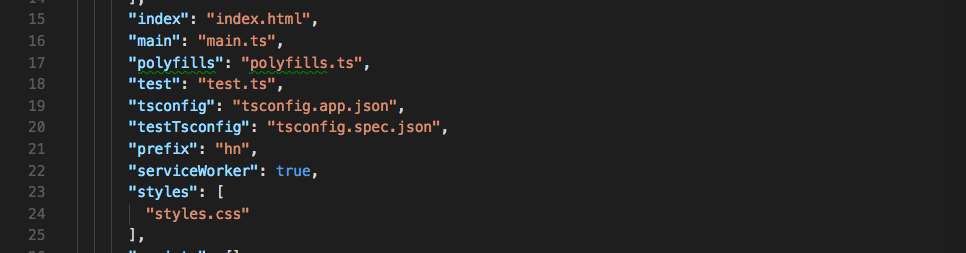 15 "index": "index.html",
16 "main": "main.ts",
17 "polyfills": "polyfills.ts",
18 "test": "test.ts",
19 "tsconfig": "tsconfig.app.json",
20 "testTsconfig": "tsconfig.spec.json",
21 "prefix": "hn",
22 "serviceWorker": true,
23 "styles": [
24 "styles.css"
25 ],